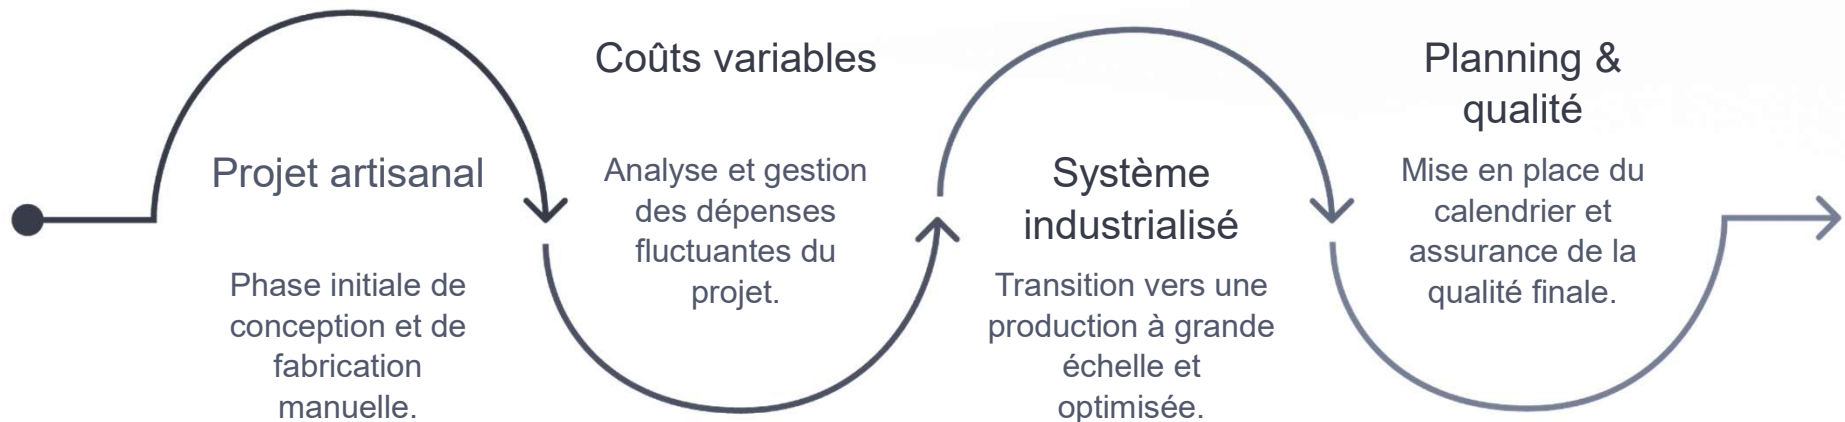 Projet artisanal
Phase initiale de
conception et de
fabrication
manuelle.
Coûts variables
Analyse et gestion
des dépenses
fluctuantes du
projet.
Système
industrialisé
Transition vers une
production à grande
échelle et
optimisée.
Planning &
qualité
Mise en place du
calendrier et
assurance de la
qualité finale.